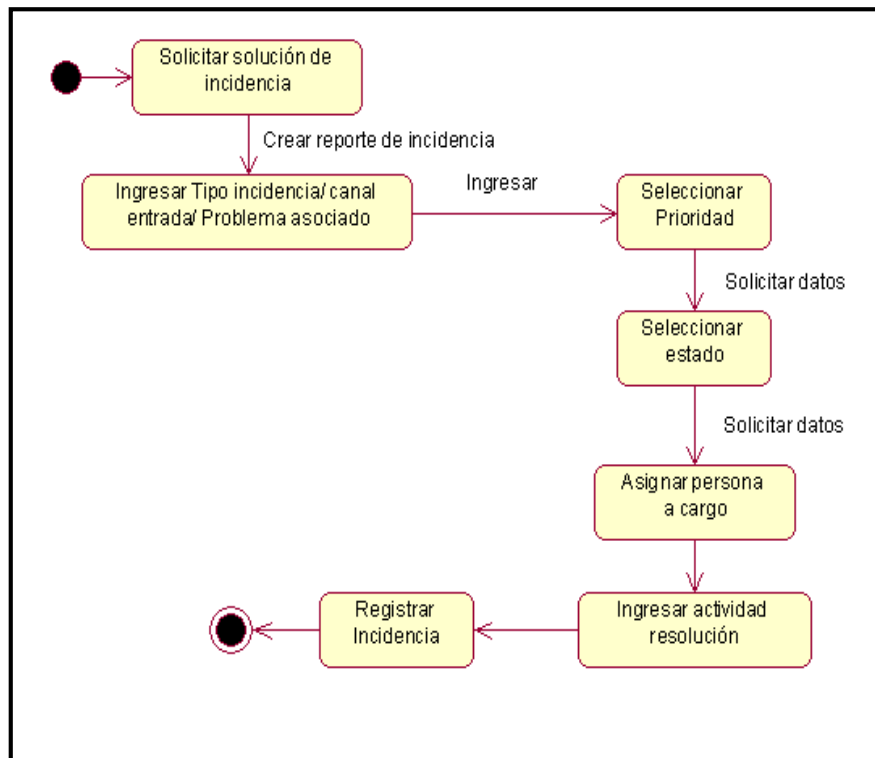 Solicitar solución de
incidencia
Crear reporte de incidencia
Ingresar Tipo incidencia/ canal
entrada/ Problema asociado
Ingresar
Seleccionar
Prioridad
Solicitar datos
Seleccionar
estado
Solicitar datos
Asignar persona
a cargo
Ingresar actividad
resolución
Registrar
Incidencia